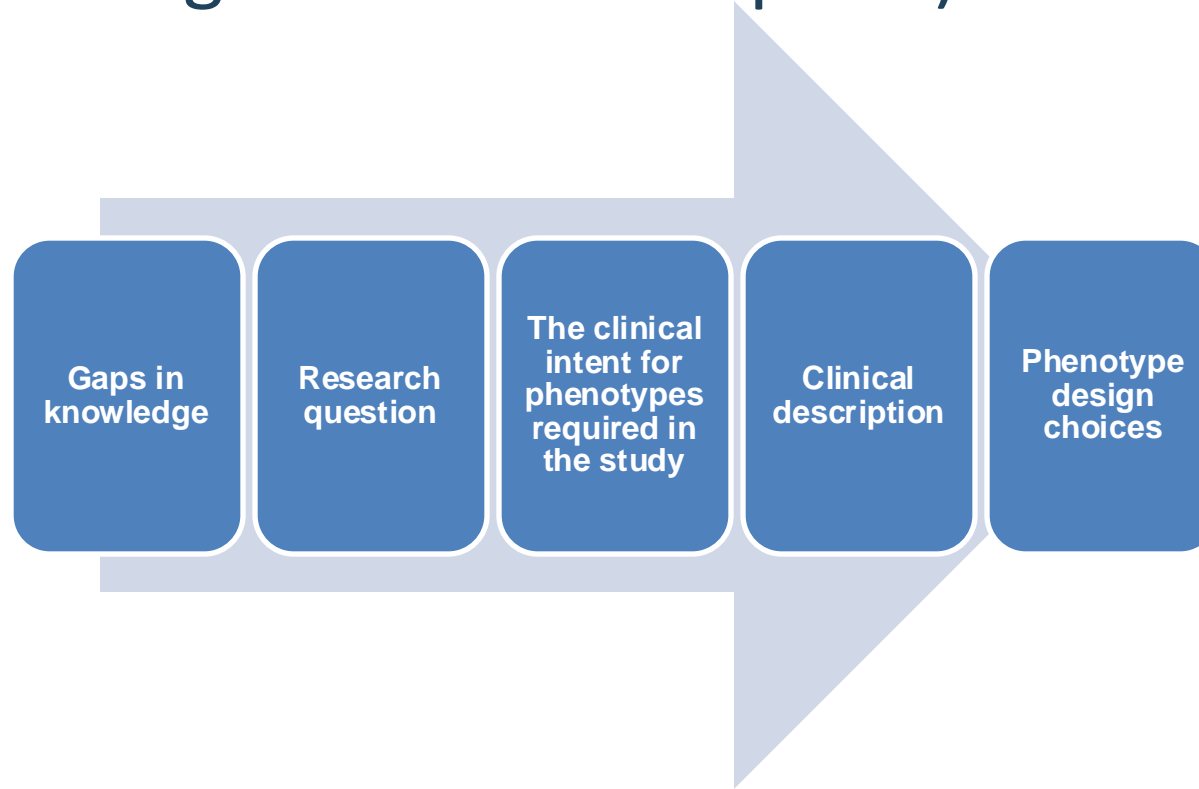 Gaps in
knowledge
Research
question
The clinical
intent for
phenotypes
required in
the study
Clinical
description
Phenotype
design
choices